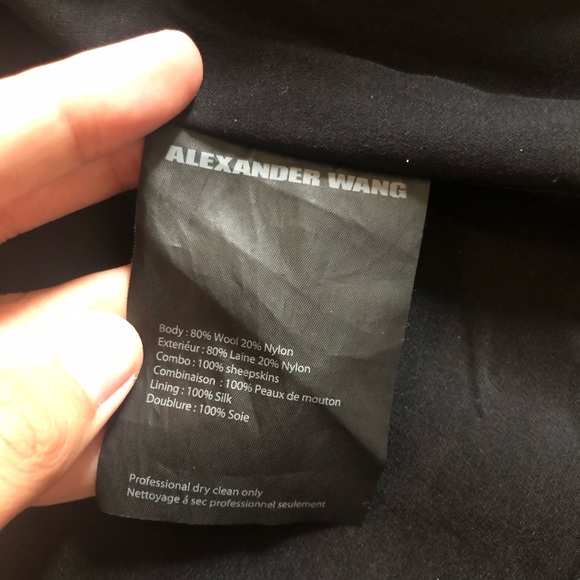 ALEXANDER WANG
Body : 80% Wool 20% Nylon
Exteriéur : 80% Laine 20% Nylon
Combo : 100% sheepskins
Combinaison : 100% Peaux de mouton
Lining : 100% Silk
Doublure : 100% Soie
Professional dry clean only
Nettoyage á sec professionnel seulement